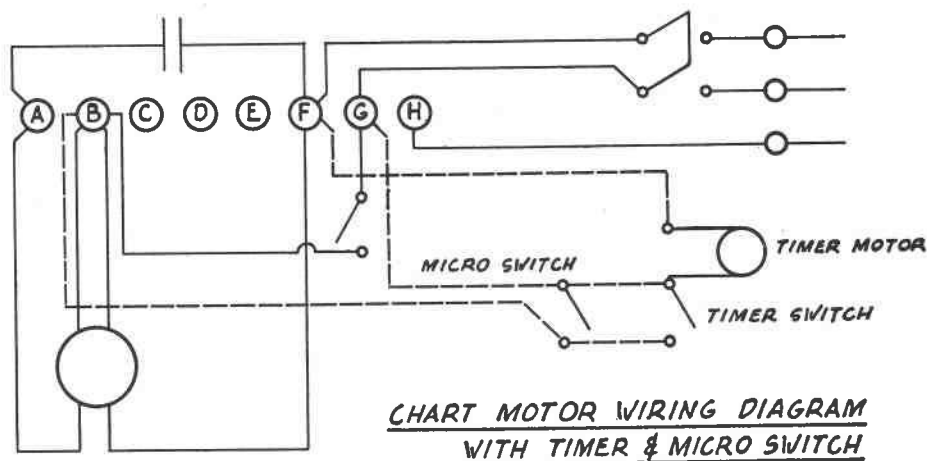 A B C D E F G H
TIMER MOTOR
MICRO SWITCH
TIMER SWITCH
CHART MOTOR WIRING DIAGRAM
WITH TIMER & MICRO SWITCH